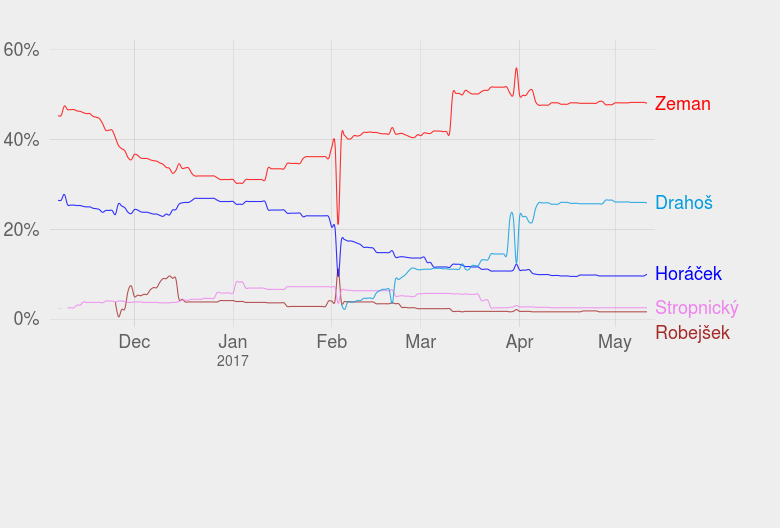 60%
Zeman
40%
Drahoš
20%
Horáček
Stropnický
0%
Robejšek
Dec Jan Feb Mar Apr May
2017